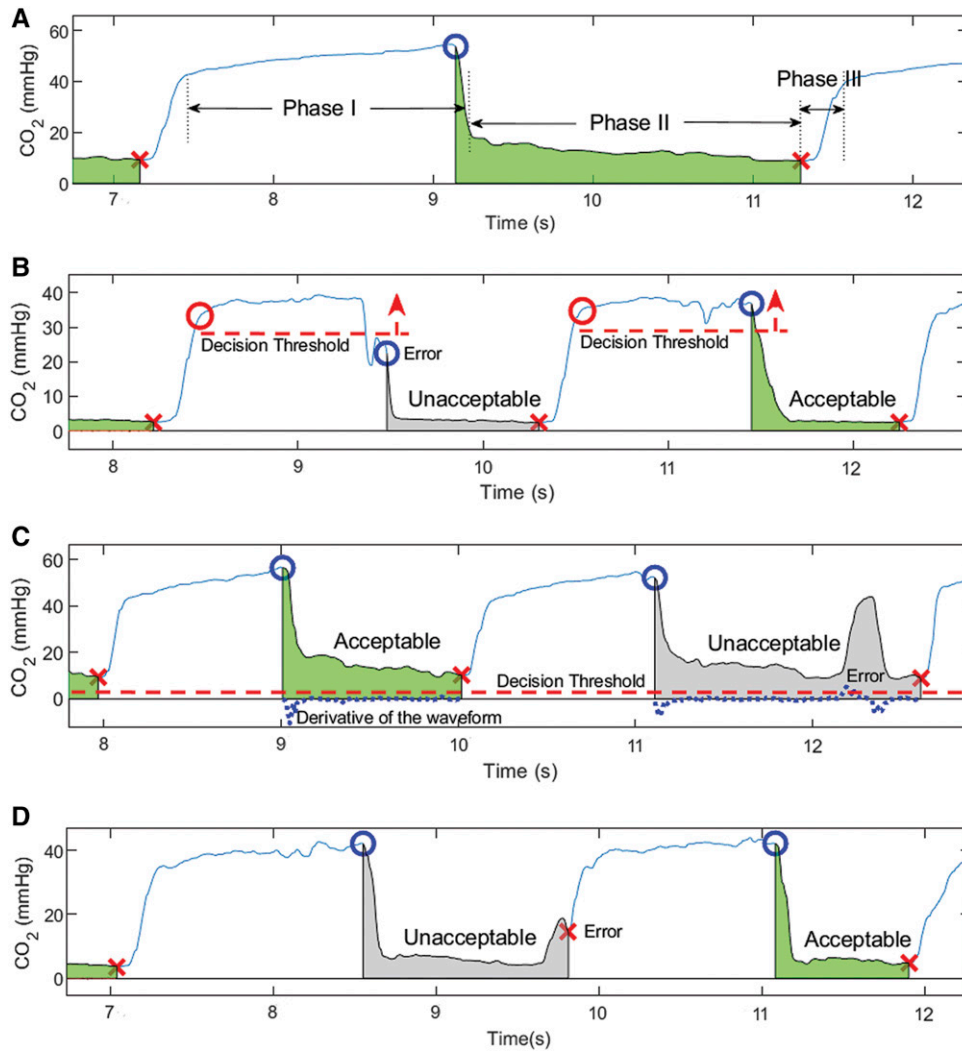 A
CO2 (mmHg)
60
40
20
0
Phase I
Phase II
Phase III
7
8
9
10
11
12
Time (s)
B
CO2 (mmHg)
40
30
20
10
0
Decision Threshold
Error
Unacceptable
Decision Threshold
Acceptable
8
9
10
11
12
Time (s)
C
CO2 (mmHg)
60
40
20
0
Acceptable
Decision Threshold
Unacceptable
Error
Derivative of the waveform
8
9
10
11
12
Time (s)
D
CO2 (mmHg)
40
20
0
Unacceptable
Error
Acceptable
7
8
9
10
11
12
Time(s)